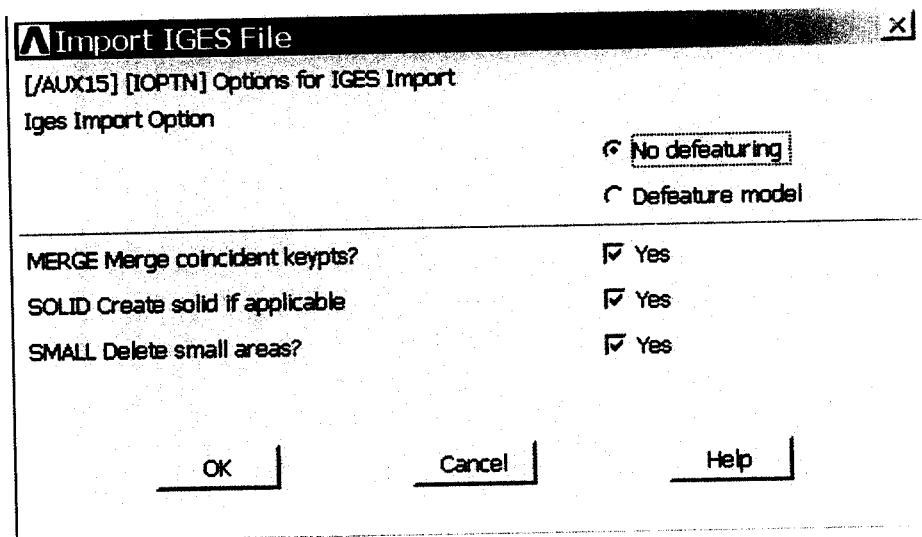 Import IGES File
[/AUX15] [IOPTN] Options for IGES Import
Iges Import Option
No defeaturing
Defeature model
MERGE Merge coincident keypts? Yes
SOLID Create solid if applicable Yes
SMALL Delete small areas? Yes
OK Cancel Help